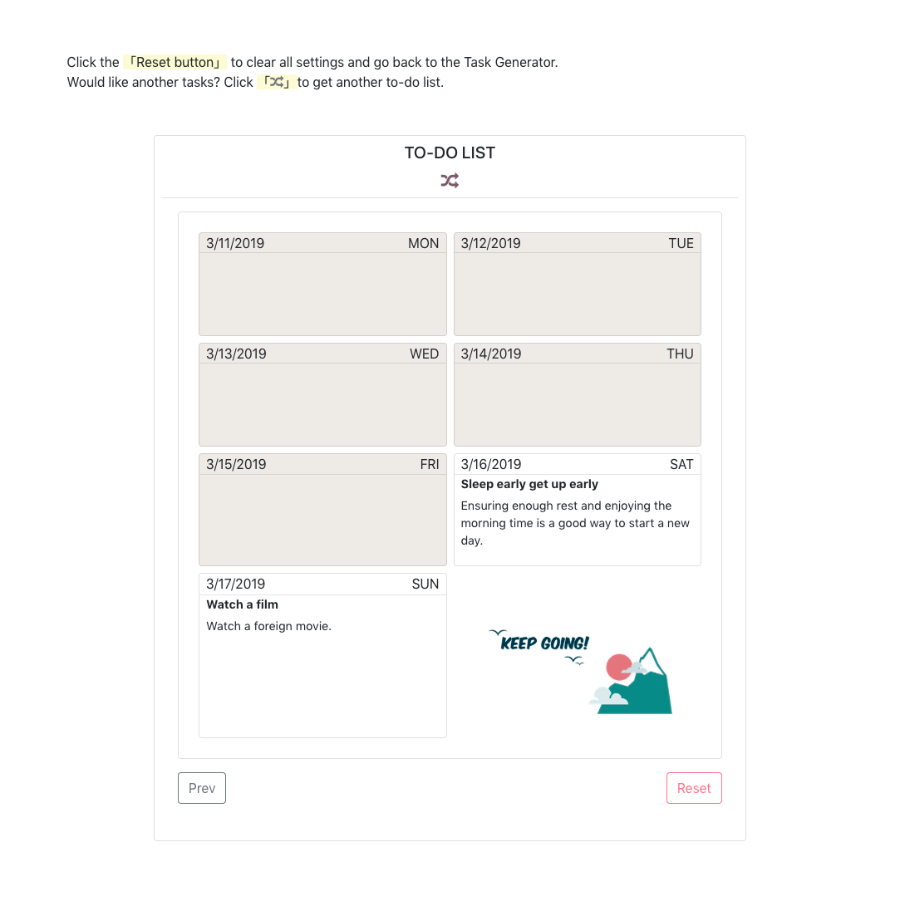 Click the 「Reset button」 to clear all settings and go back to the Task Generator.
Would like another tasks? Click 「🔀」to get another to-do list.
TO-DO LIST
3/11/2019 MON
3/12/2019 TUE
3/13/2019 WED
3/14/2019 THU
3/15/2019 FRI
3/16/2019 SAT
Sleep early get up early
Ensuring enough rest and enjoying the
morning time is a good way to start a new
day.
3/17/2019 SUN
Watch a film
Watch a foreign movie.
KEEP GOING!
Prev
Reset